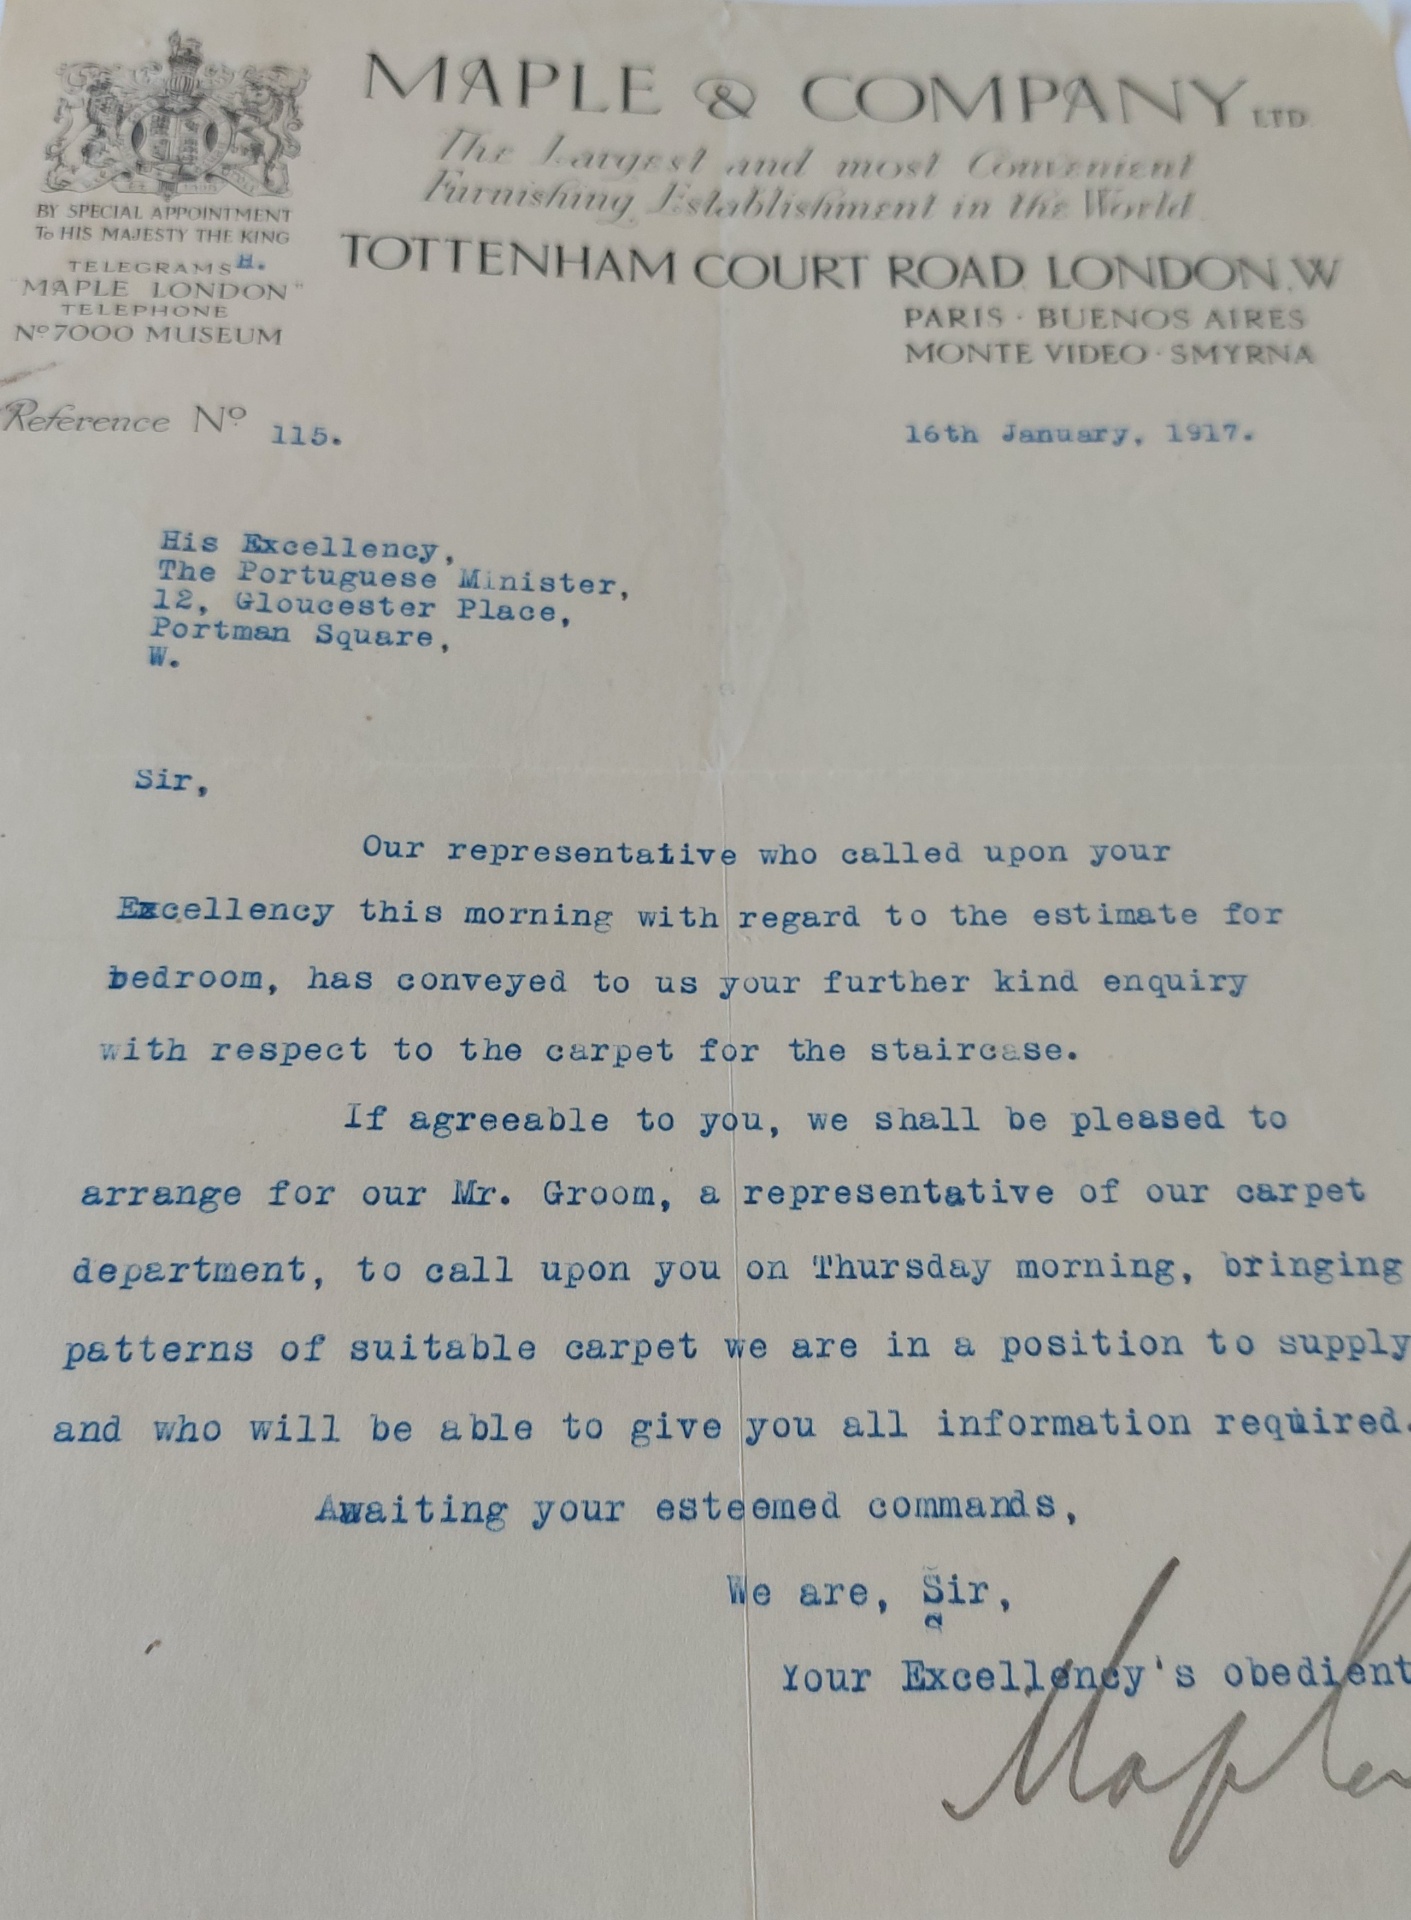 MAPLE & COMPANY LTD.
The Largest and most Convenient
Furnishing Establishment in the World.
TOTTENHAM COURT ROAD. LONDON. W
PARIS · BUENOS AIRES
MONTE VIDEO · SMYRNA
BY SPECIAL APPOINTMENT
To HIS MAJESTY THE KING
TELEGRAMS H.
"MAPLE LONDON"
TELEPHONE
Nº 7000 MUSEUM
Reference Nº 115.
16th January, 1917.
His Excellency,
The Portuguese Minister,
12, Gloucester Place,
Portman Square,
W.
Sir,
Our representative who called upon your
Excellency this morning with regard to the estimate for
bedroom, has conveyed to us your further kind enquiry
with respect to the carpet for the staircase.
If agreeable to you, we shall be pleased to
arrange for our Mr. Groom, a representative of our carpet
department, to call upon you on Thursday morning, bringing
patterns of suitable carpet we are in a position to supply
and who will be able to give you all information required.
Awaiting your esteemed commands,
We are, Sir,
Your Excellency's obedient